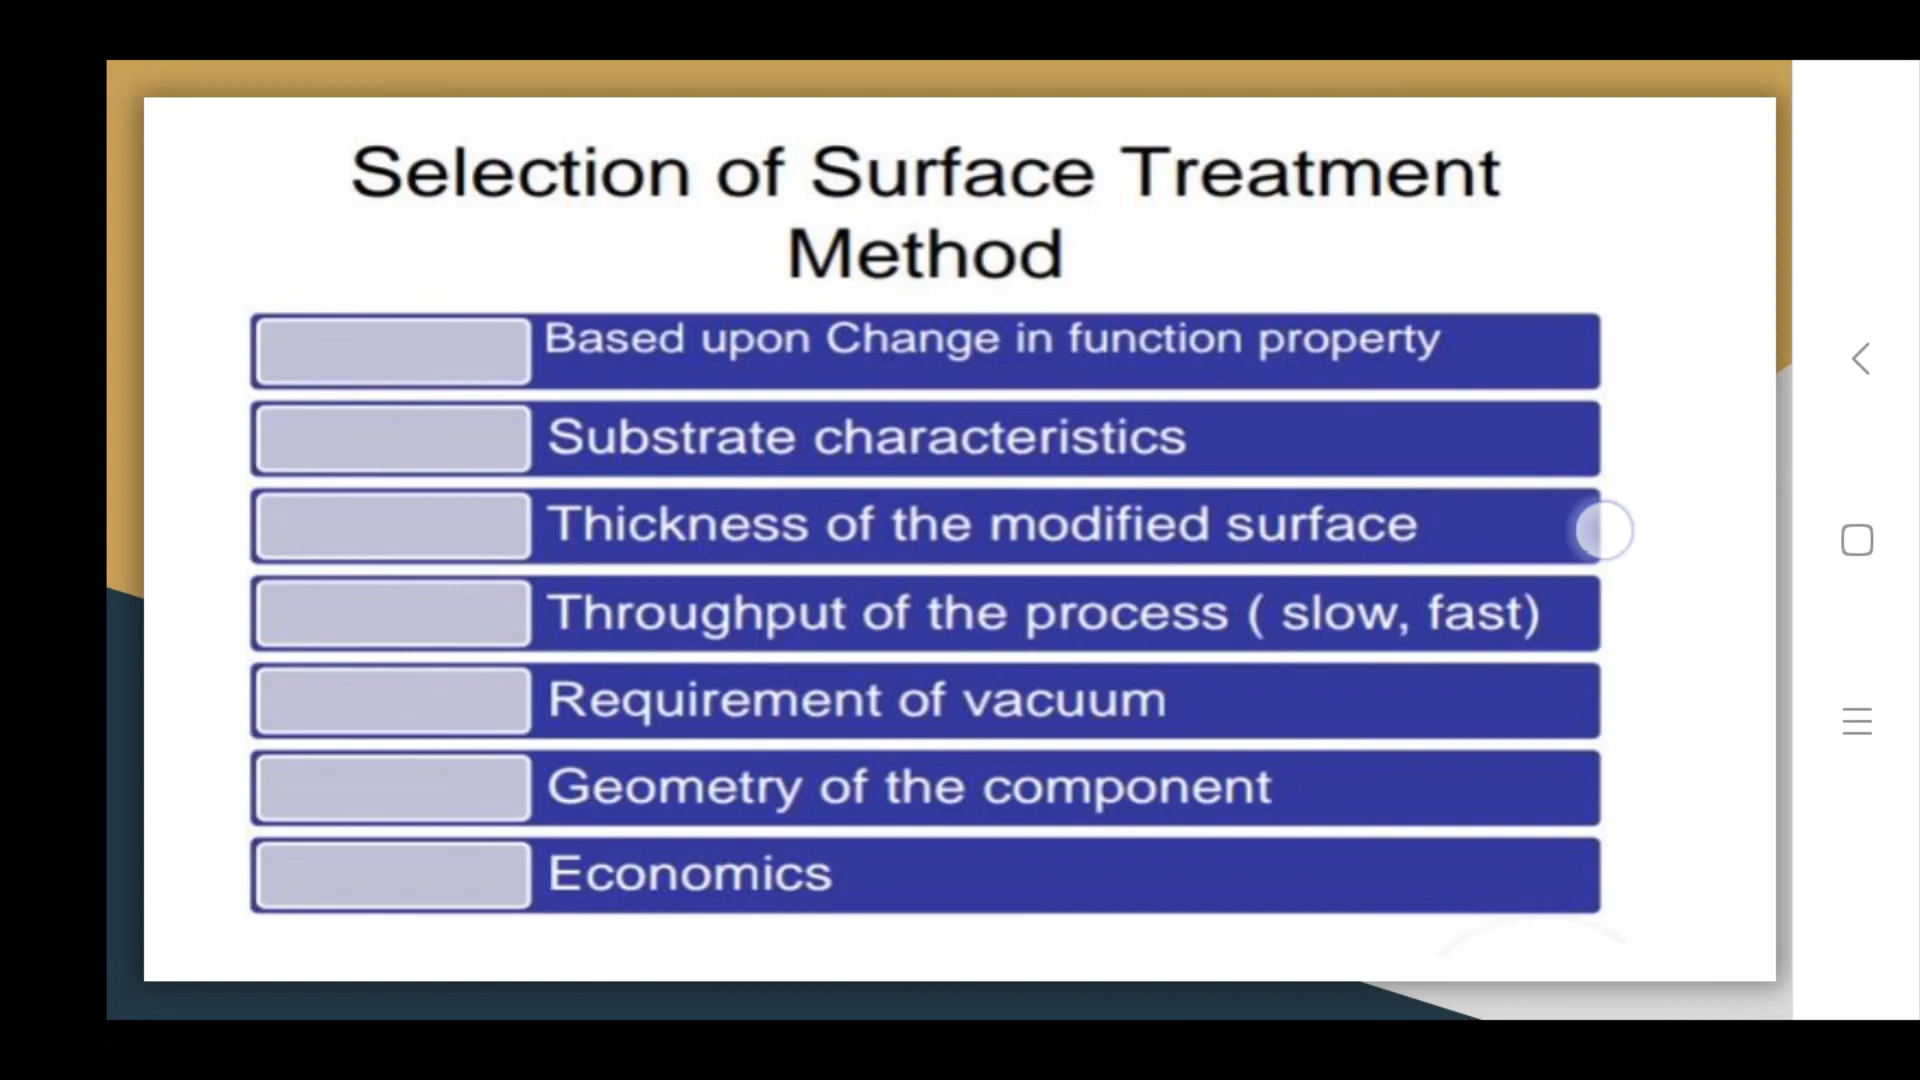 Selection of Surface Treatment
Method
Based upon Change in function property
Substrate characteristics
Thickness of the modified surface
Throughput of the process ( slow, fast)
Requirement of vacuum
Geometry of the component
Economics